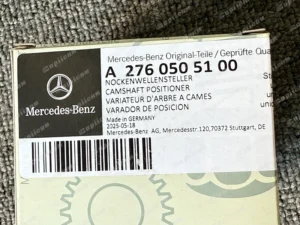 Mercedes-Benz Original-Teile / Geprüfte Qua
A 276 050 51 00
NOCKENWELLENSTELLER
CAMSHAFT POSITIONER
VARIATEUR D'ARBRE A CAMES
VARADOR DE POSICION
Made in GERMANY
2025-05-18
Mercedes-Benz AG, Mercedesstr.120,70372 Stuttgart, DE
Mercedes-Benz